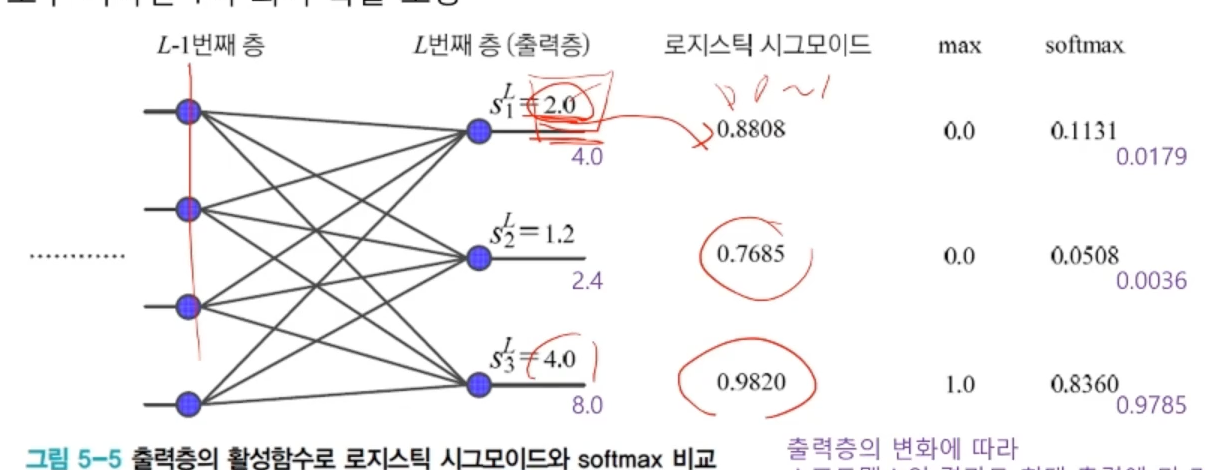 L-1번째 층 L번째 층 (출력층) 로지스틱 시그모이드 max softmax
0~1
s₁ᴸ = 2.0 0.8808 0.0 0.1131
4.0 0.0179
s₂ᴸ = 1.2 0.7685 0.0 0.0508
2.4 0.0036
............
s₃ᴸ = 4.0 0.9820 1.0 0.8360
8.0 0.9785
그림 5-5 출력층의 활성함수로 로지스틱 시그모이드와 softmax 비교
출력층의 변화에 따라